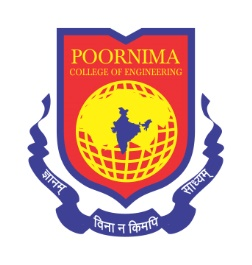 POORNIMA
COLLEGE OF ENGINEERING
ज्ञानम् विना न किमपि साध्यम्